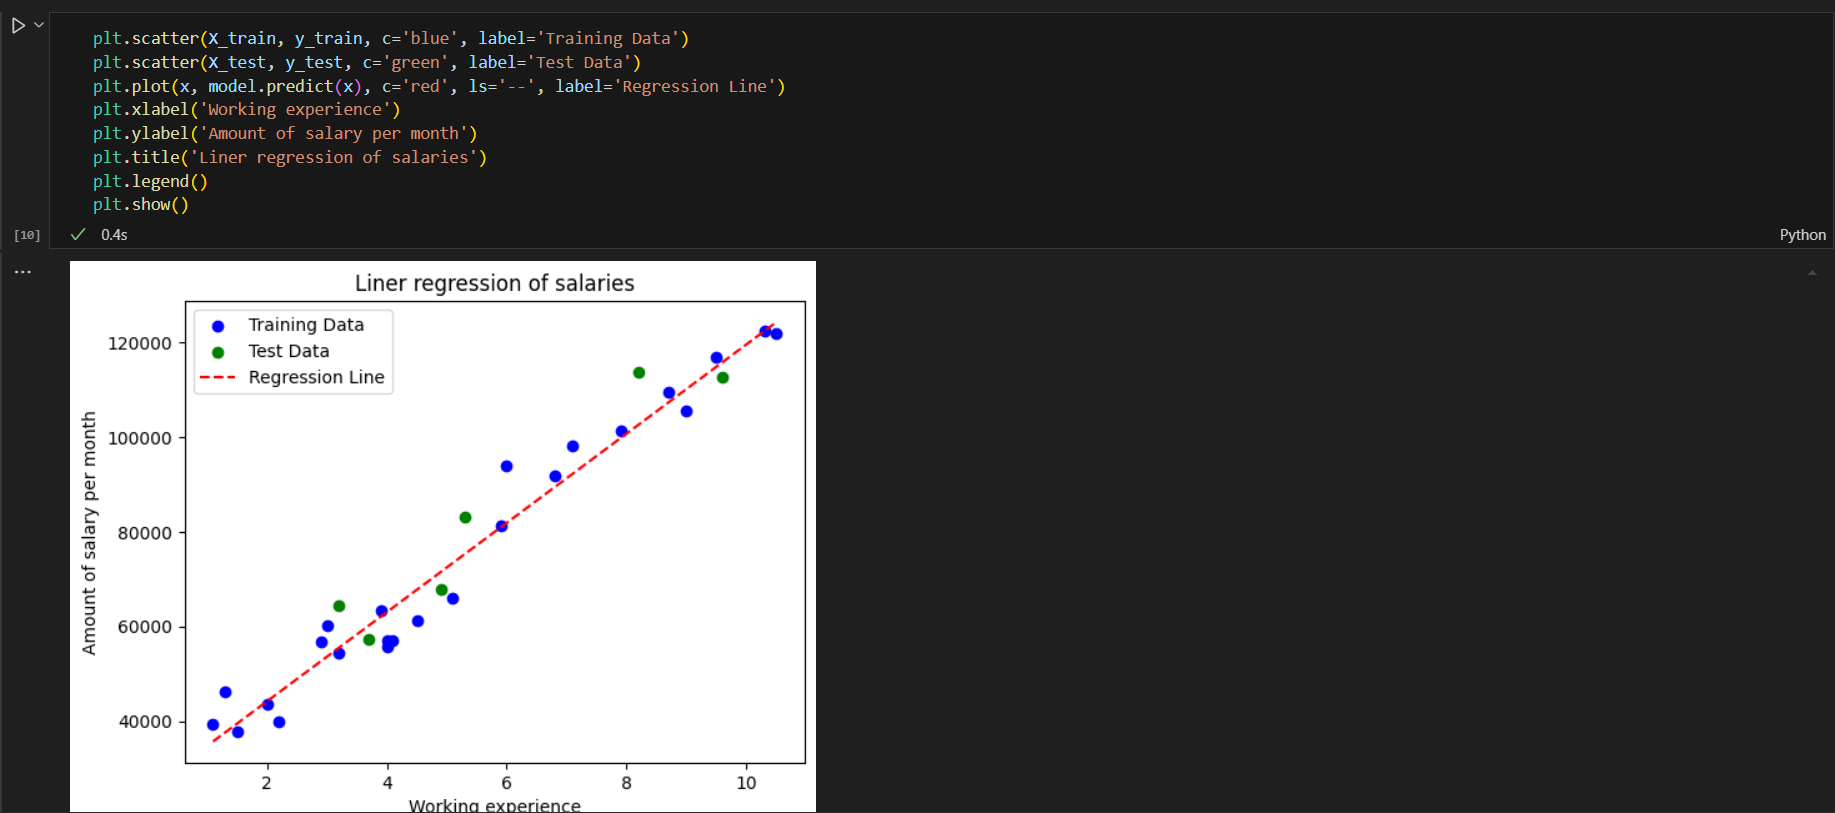 plt.scatter(X_train, y_train, c='blue', label='Training Data')
plt.scatter(X_test, y_test, c='green', label='Test Data')
plt.plot(x, model.predict(x), c='red', ls='--', label='Regression Line')
plt.xlabel('Working experience')
plt.ylabel('Amount of salary per month')
plt.title('Liner regression of salaries')
plt.legend()
plt.show()
[10]
0.4s
Python
Liner regression of salaries
Training Data
Test Data
Regression Line
120000
100000
80000
60000
40000
Amount of salary per month
2 4 6 8 10
Working experience